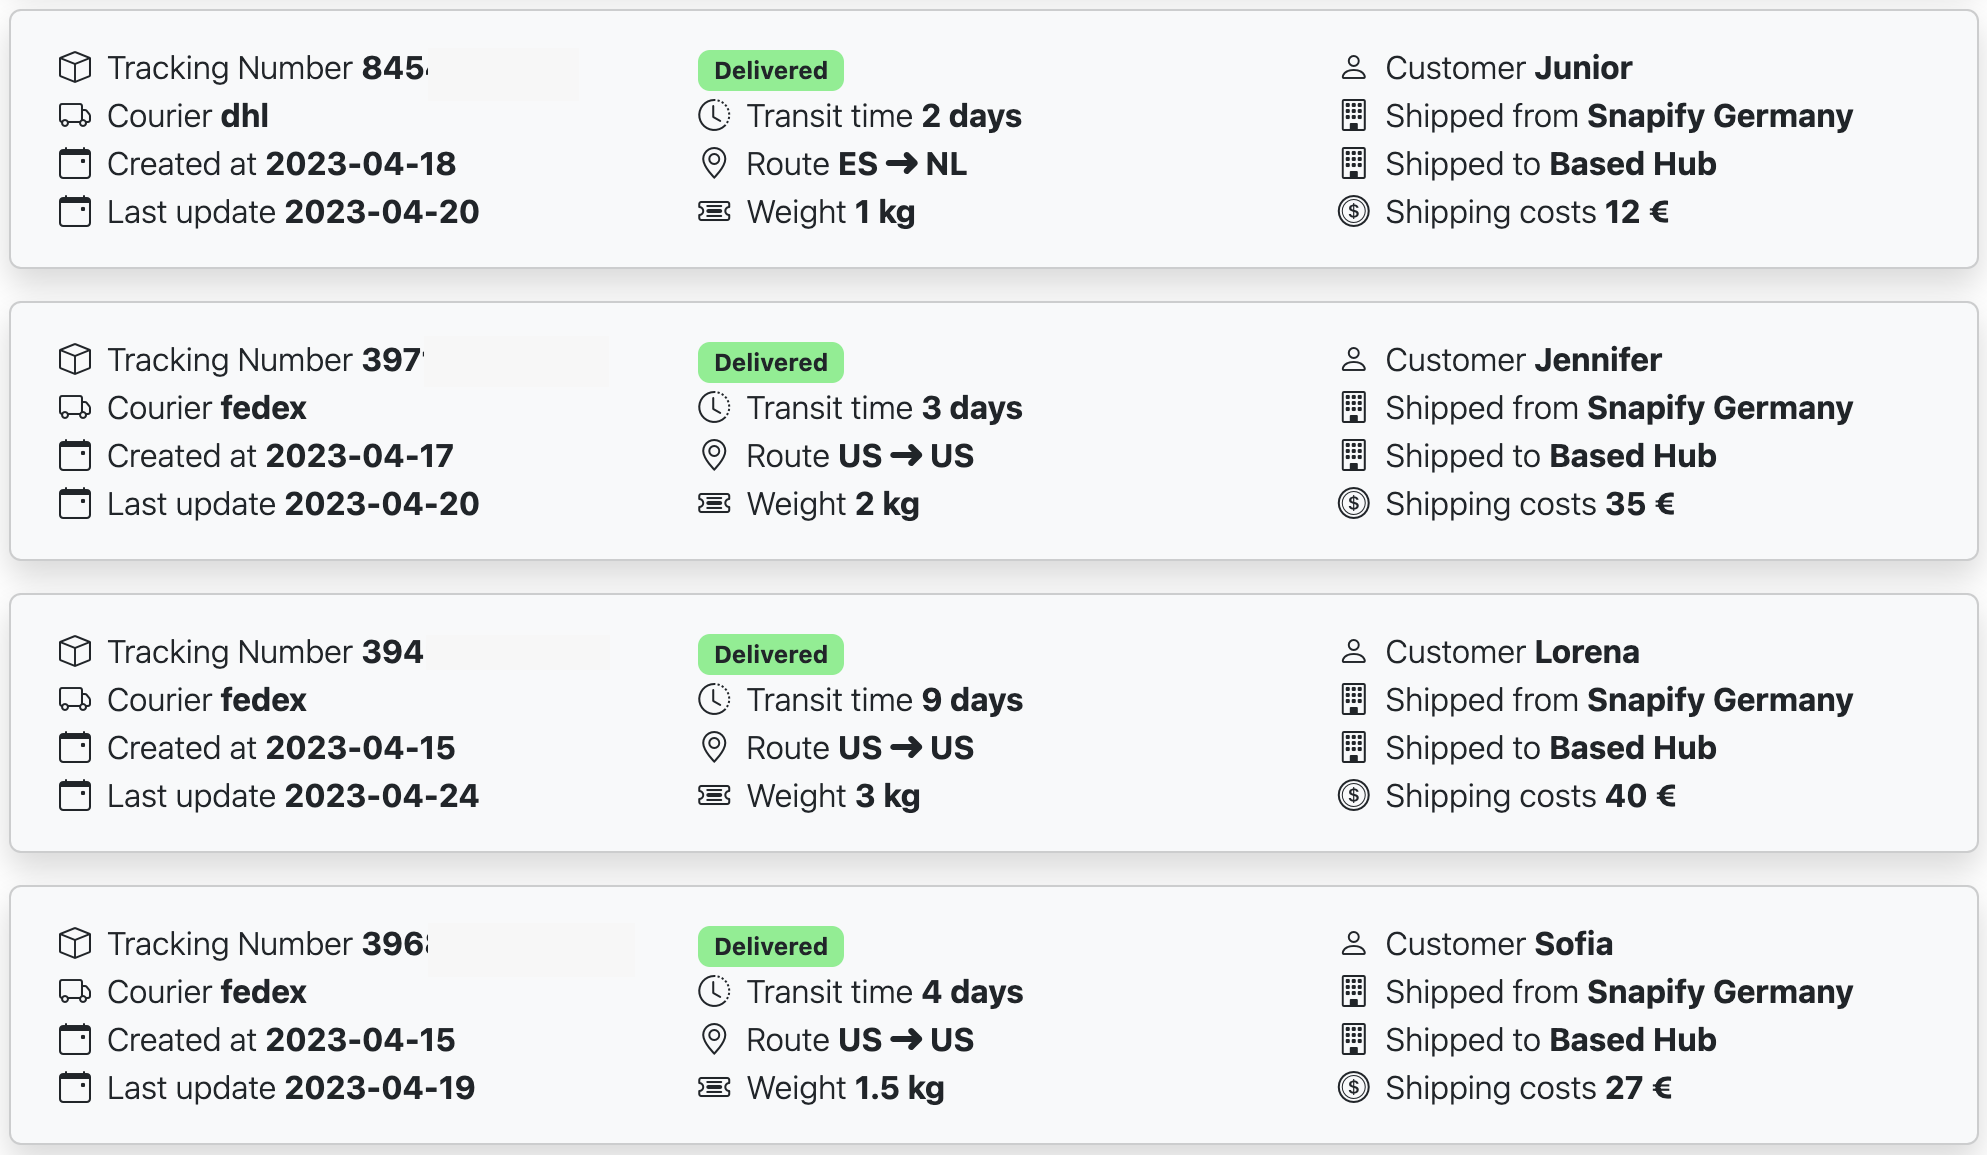 Tracking Number 845
Courier dhl
Created at 2023-04-18
Last update 2023-04-20
Delivered
Transit time 2 days
Route ES ➜ NL
Weight 1 kg
Customer Junior
Shipped from Snapify Germany
Shipped to Based Hub
Shipping costs 12 €
Tracking Number 397
Courier fedex
Created at 2023-04-17
Last update 2023-04-20
Delivered
Transit time 3 days
Route US ➜ US
Weight 2 kg
Customer Jennifer
Shipped from Snapify Germany
Shipped to Based Hub
Shipping costs 35 €
Tracking Number 394
Courier fedex
Created at 2023-04-15
Last update 2023-04-24
Delivered
Transit time 9 days
Route US ➜ US
Weight 3 kg
Customer Lorena
Shipped from Snapify Germany
Shipped to Based Hub
Shipping costs 40 €
Tracking Number 396
Courier fedex
Created at 2023-04-15
Last update 2023-04-19
Delivered
Transit time 4 days
Route US ➜ US
Weight 1.5 kg
Customer Sofia
Shipped from Snapify Germany
Shipped to Based Hub
Shipping costs 27 €